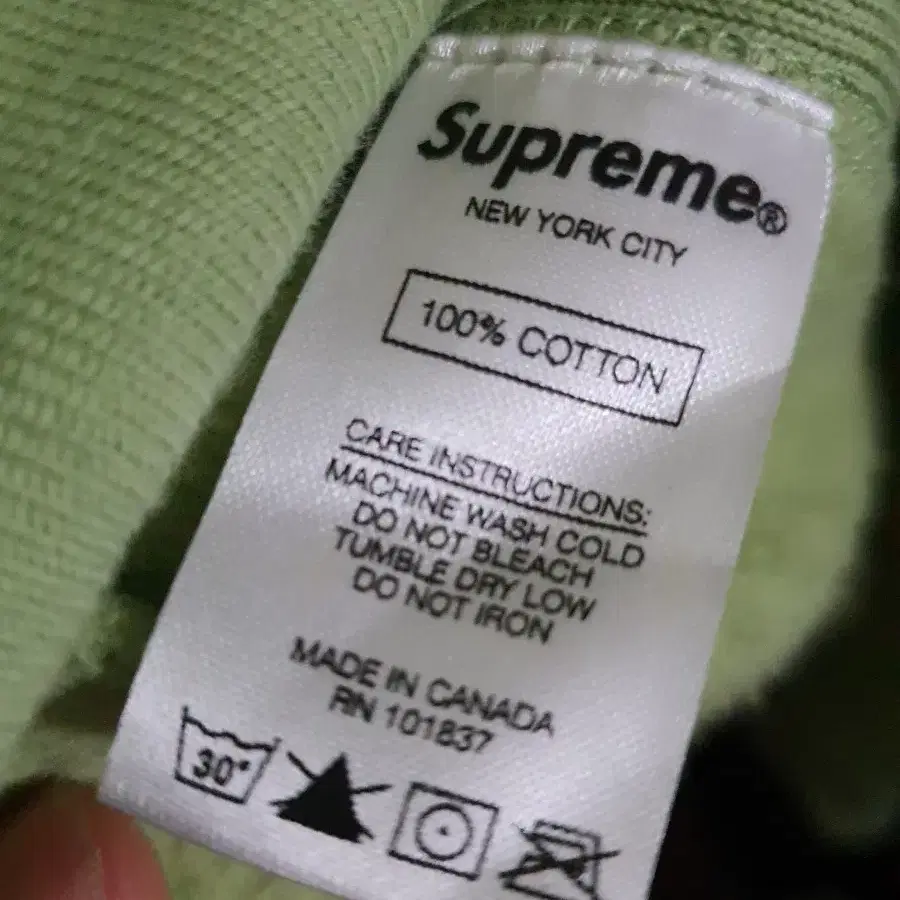 Supreme®
NEW YORK CITY
100% COTTON
CARE INSTRUCTIONS:
MACHINE WASH COLD
DO NOT BLEACH
TUMBLE DRY LOW
DO NOT IRON
MADE IN CANADA
RN 101837
30°